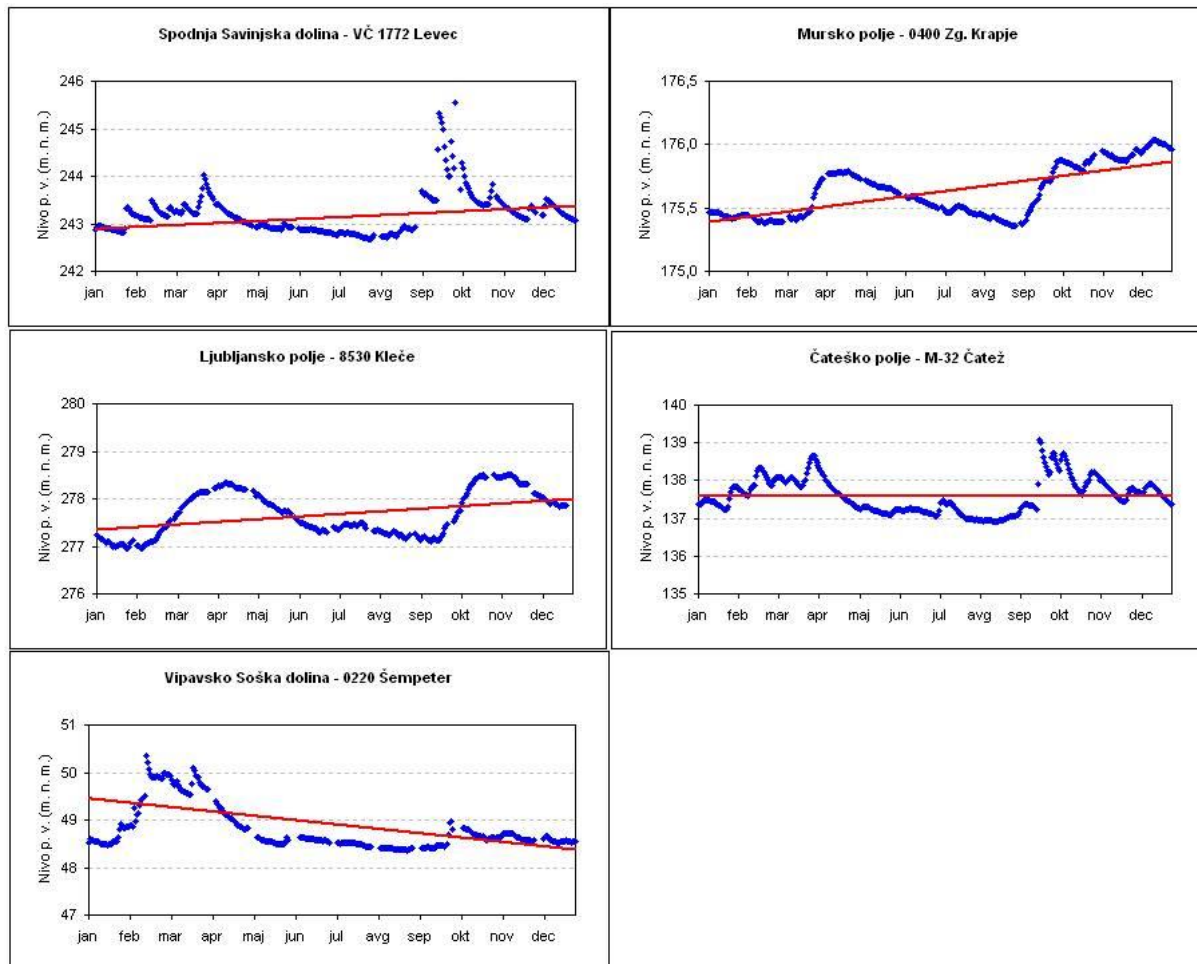 Spodnja Savinjska dolina - VČ 1772 Levec
Nivo p. v. (m. n. m.)
246
245
244
243
242
jan feb mar apr maj jun jul avg sep okt nov dec
Mursko polje - 0400 Zg. Krapje
Nivo p. v. (m. n. m.)
176,5
176,0
175,5
175,0
jan feb mar apr maj jun jul avg sep okt nov dec
Ljubljansko polje - 8530 Kleče
Nivo p. v. (m. n. m.)
280
279
278
277
276
jan feb mar apr maj jun jul avg sep okt nov dec
Čateško polje - M-32 Čatež
Nivo p. v. (m. n. m.)
140
139
138
137
136
135
jan feb mar apr maj jun jul avg sep okt nov dec
Vipavsko Soška dolina - 0220 Šempeter
Nivo p. v. (m. n. m.)
51
50
49
48
47
jan feb mar apr maj jun jul avg sep okt nov dec